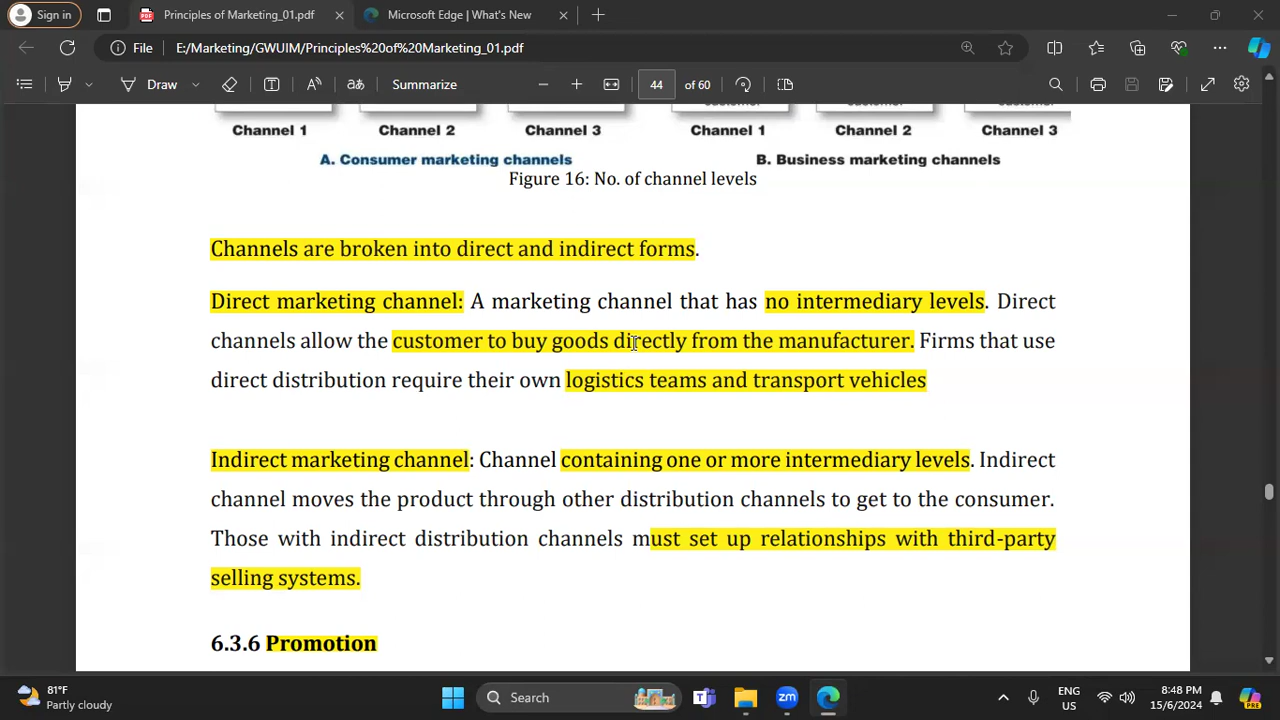 Sign in
Principles of Marketing_01.pdf
Microsoft Edge | What's New
File
E:/Marketing/GWUIM/Principles%20of%20Marketing_01.pdf
Draw
aあ
Summarize
44 of 60
Channel 1 Channel 2 Channel 3 Channel 1 Channel 2 Channel 3
A. Consumer marketing channels B. Business marketing channels
Figure 16: No. of channel levels
Channels are broken into direct and indirect forms.
Direct marketing channel: A marketing channel that has no intermediary levels. Direct
channels allow the customer to buy goods directly from the manufacturer. Firms that use
direct distribution require their own logistics teams and transport vehicles
Indirect marketing channel: Channel containing one or more intermediary levels. Indirect
channel moves the product through other distribution channels to get to the consumer.
Those with indirect distribution channels must set up relationships with third-party
selling systems.
6.3.6 Promotion
81°F
Partly cloudy
Search
zm
ENG
US
8:48 PM
15/6/2024
PRE